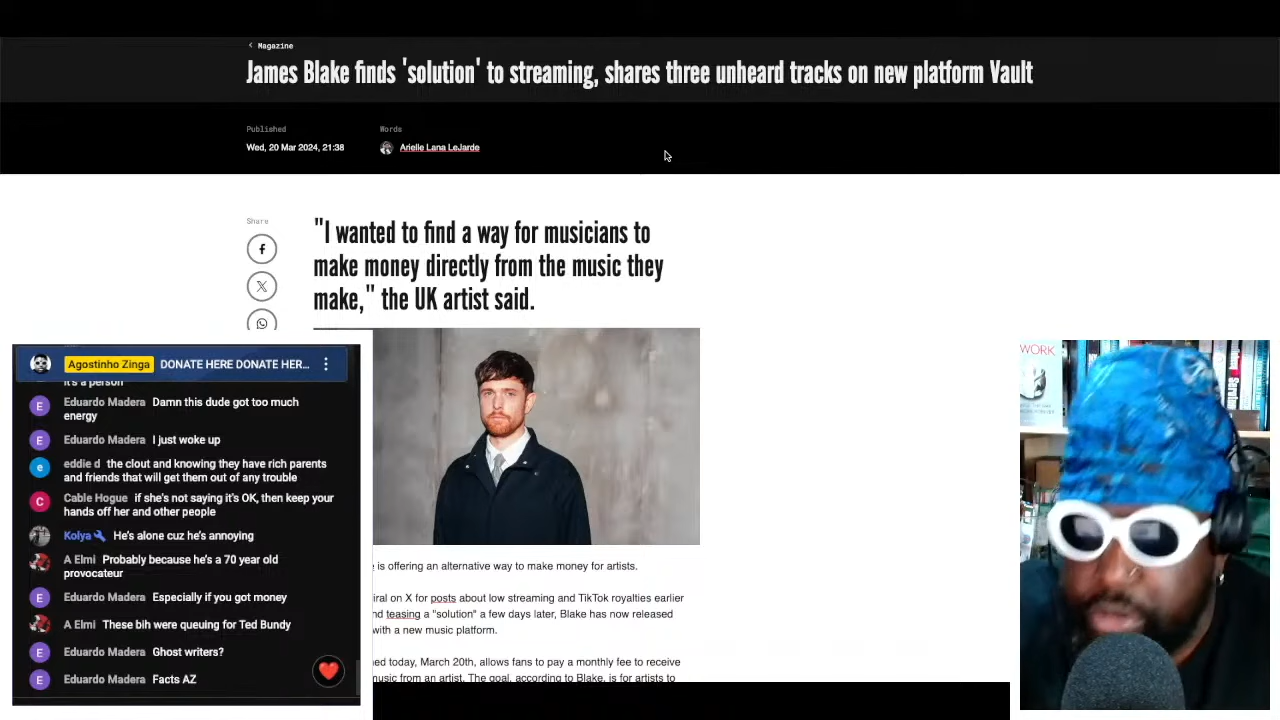 Magazine
James Blake finds 'solution' to streaming, shares three unheard tracks on new platform Vault
Published
Words
Wed, 20 Mar 2024, 21:38
Arielle Lana LeJarde
Share
"I wanted to find a way for musicians to
make money directly from the music they
make," the UK artist said.
Agostinho Zinga DONATE HERE DONATE HER...
it's a person
Eduardo Madera Damn this dude got too much
energy
Eduardo Madera I just woke up
eddie d the clout and knowing they have rich parents
and friends that will get them out of any trouble
Cable Hogue if she's not saying it's OK, then keep your
hands off her and other people
Kolya He's alone cuz he's annoying
A Elmi Probably because he's a 70 year old
provocateur
Eduardo Madera Especially if you got money
A Elmi These bih were queuing for Ted Bundy
Eduardo Madera Ghost writers?
Eduardo Madera Facts AZ
is offering an alternative way to make money for artists.
iral on X for posts about low streaming and TikTok royalties earlier
nd teasing a "solution" a few days later, Blake has now released
with a new music platform.
ed today, March 20th, allows fans to pay a monthly fee to receive
usic from an artist. The goal, according to Blake, is for artists to
WORK